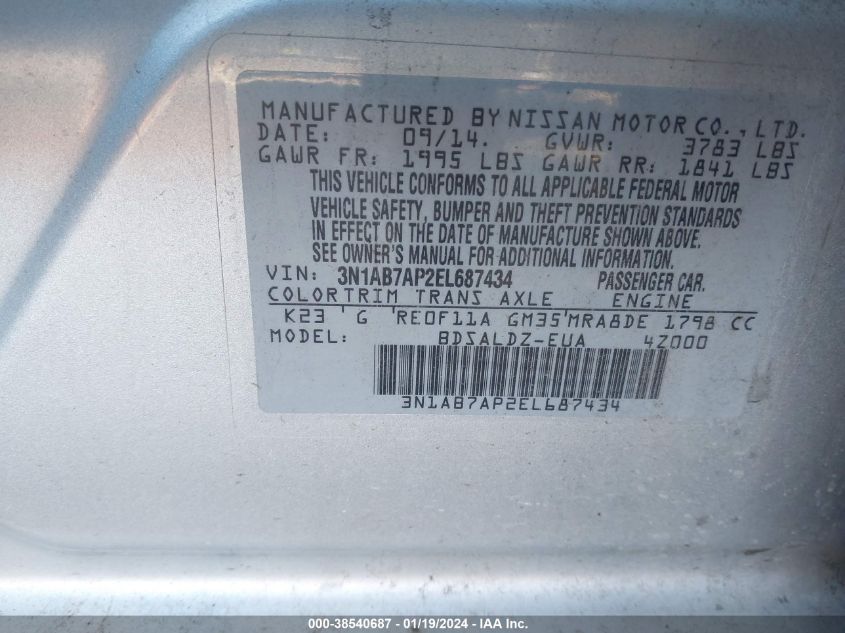 MANUFACTURED BY NISSAN MOTOR CO., LTD.
DATE: 09/14. GVWR: 3783 LBS
GAWR FR: 1995 LBS GAWR RR: 1841 LBS
THIS VEHICLE CONFORMS TO ALL APPLICABLE FEDERAL MOTOR
VEHICLE SAFETY, BUMPER AND THEFT PREVENTION STANDARDS
IN EFFECT ON THE DATE OF MANUFACTURE SHOWN ABOVE.
SEE OWNER'S MANUAL FOR ADDITIONAL INFORMATION.
VIN: 3N1AB7AP2EL687434 PASSENGER CAR.
COLORTRIM TRANS AXLE ENGINE
K23 'G 'RE0F11A GM35'MRA8DE 1798 CC
MODEL: BDSALDZ-EUA 4Z000
3N1AB7AP2EL687434
000-38540687 - 01/19/2024 - IAA Inc.